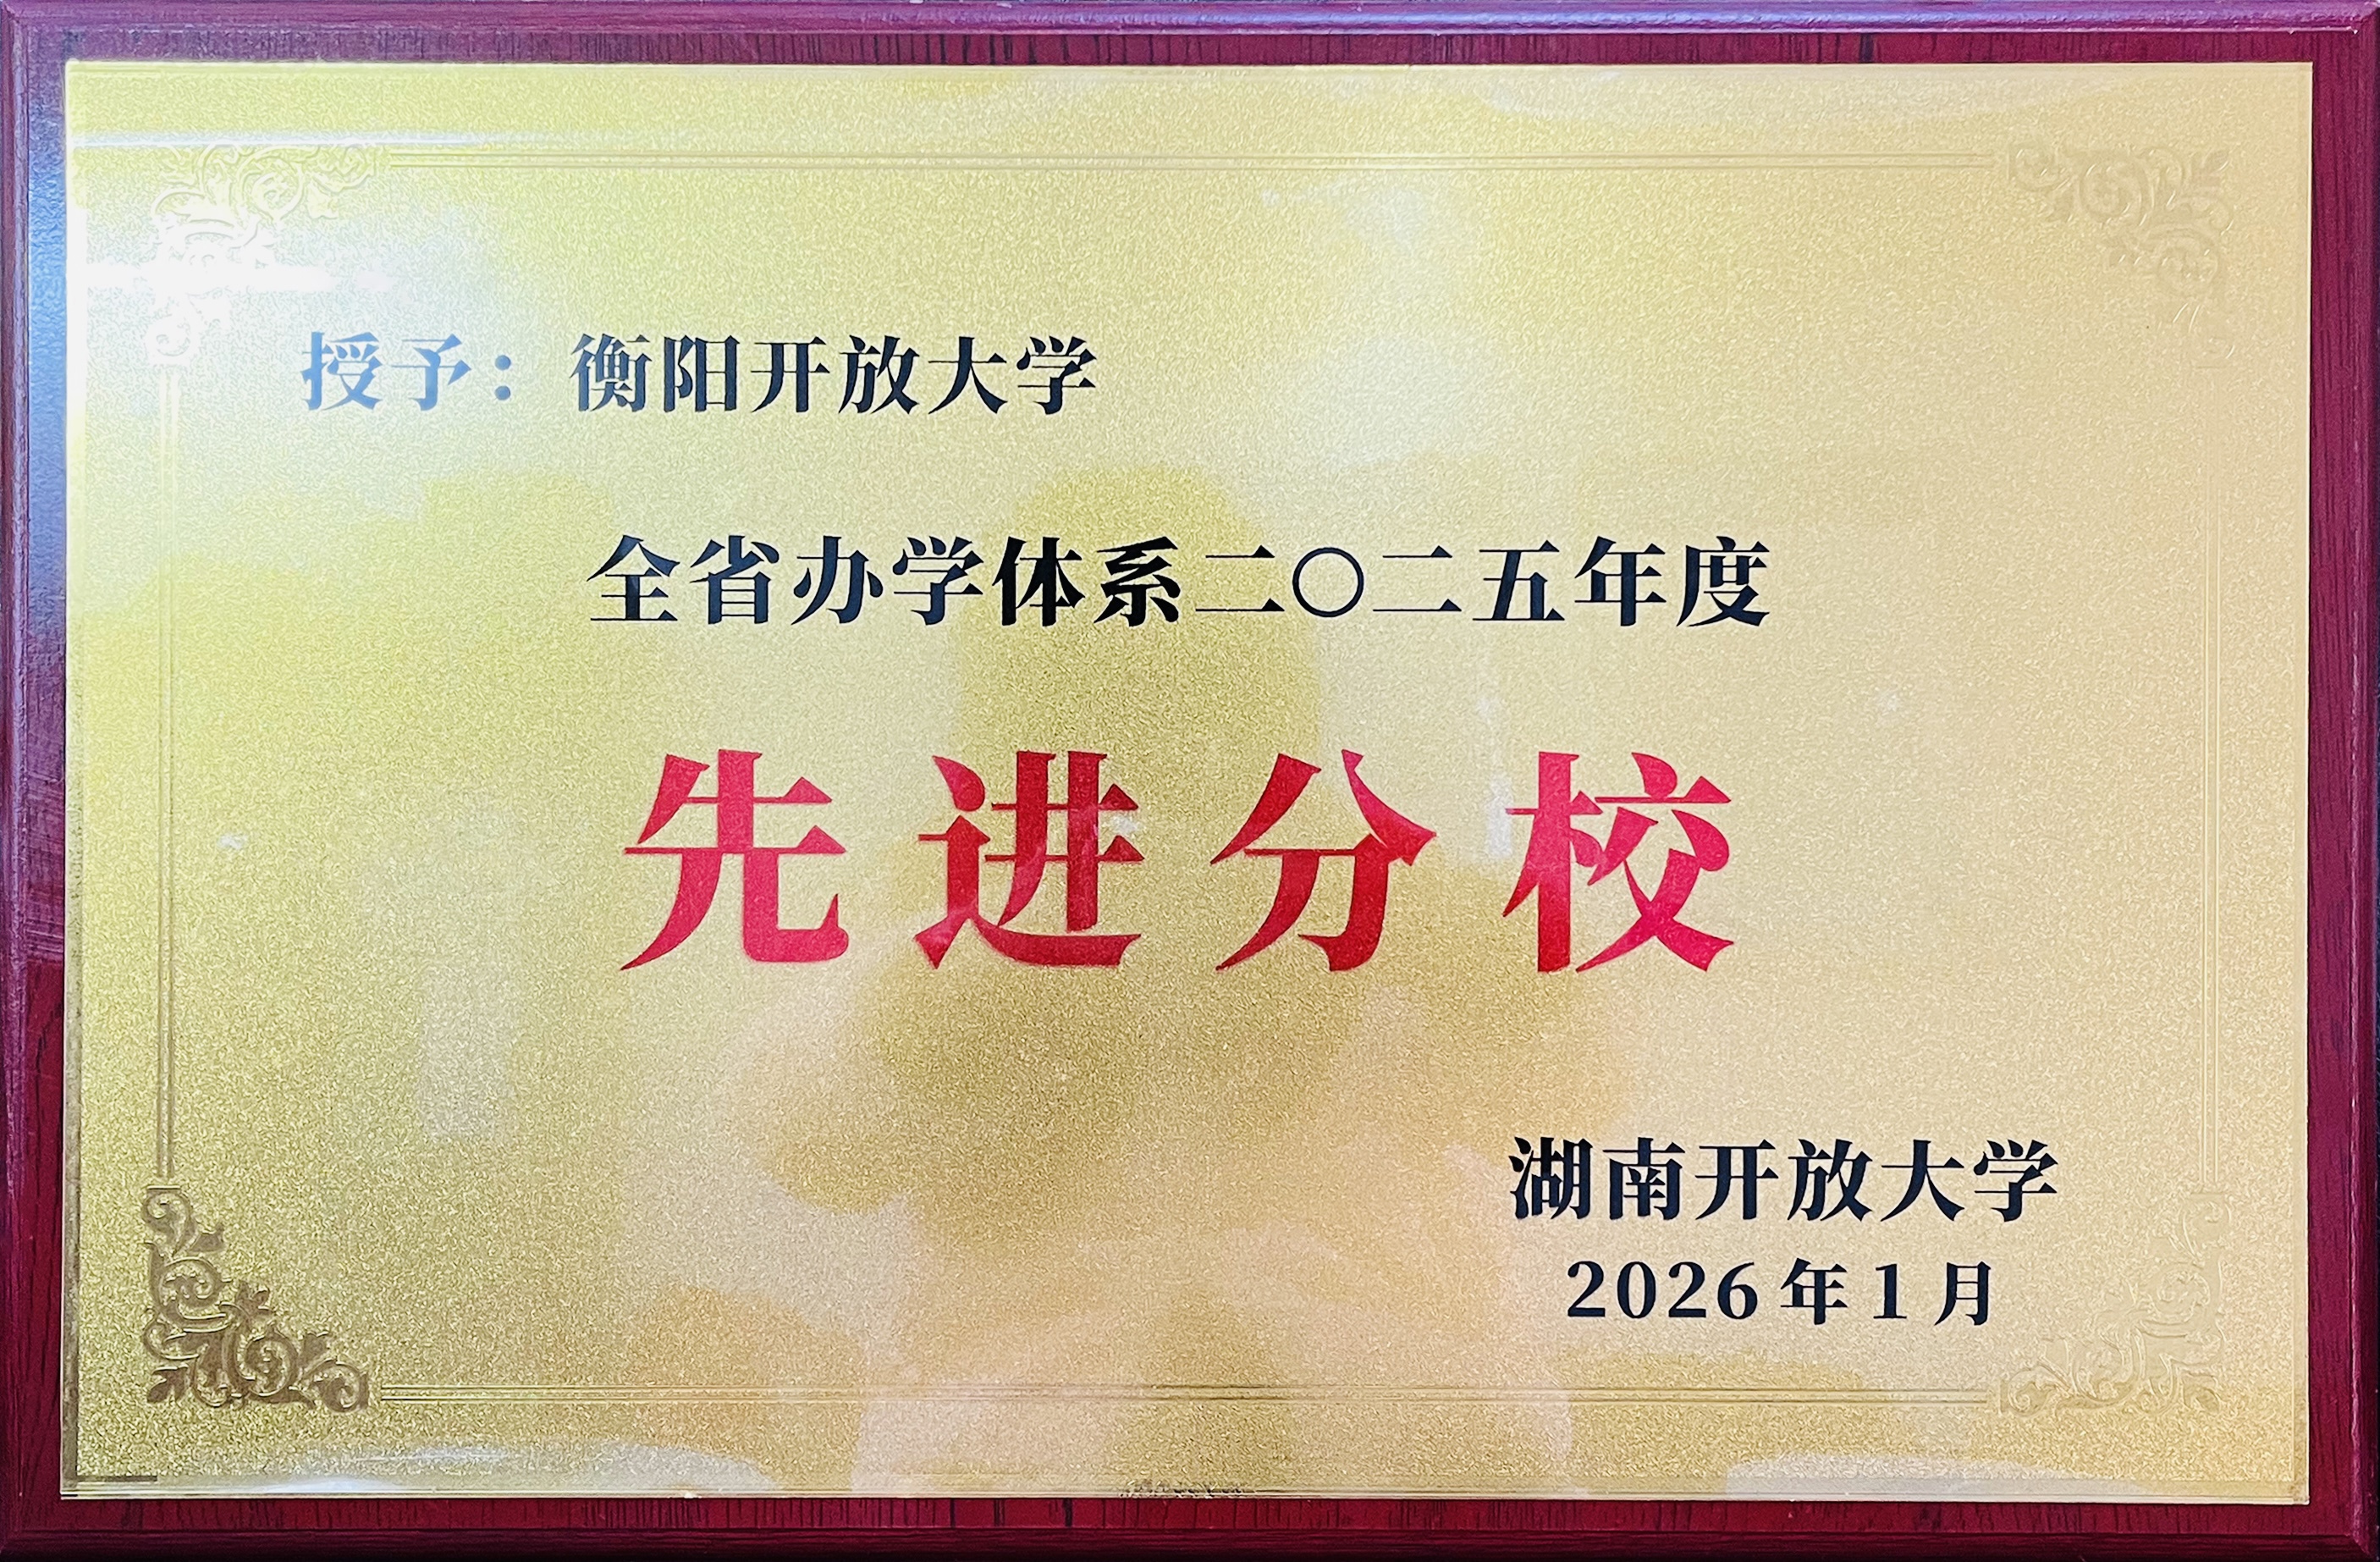 授予：衡阳开放大学
全省办学体系二〇二五年度
先进分校
湖南开放大学
2026年1月